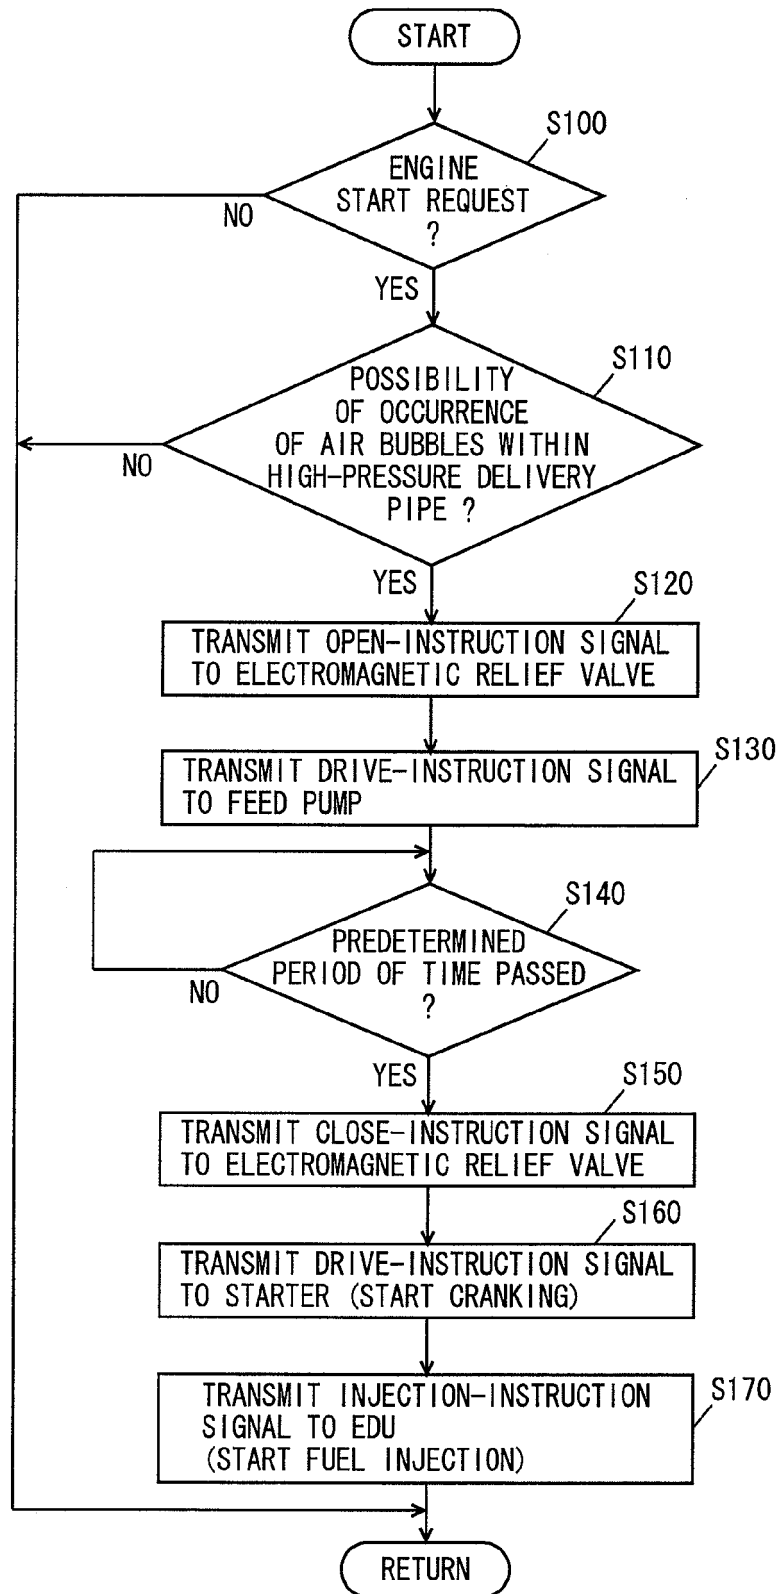 START
S100
ENGINE
START REQUEST
?
NO
YES
S110
POSSIBILITY
OF OCCURRENCE
OF AIR BUBBLES WITHIN
HIGH-PRESSURE DELIVERY
PIPE ?
NO
YES
S120
TRANSMIT OPEN-INSTRUCTION SIGNAL
TO ELECTROMAGNETIC RELIEF VALVE
S130
TRANSMIT DRIVE-INSTRUCTION SIGNAL
TO FEED PUMP
S140
PREDETERMINED
PERIOD OF TIME PASSED
?
NO
YES
S150
TRANSMIT CLOSE-INSTRUCTION SIGNAL
TO ELECTROMAGNETIC RELIEF VALVE
S160
TRANSMIT DRIVE-INSTRUCTION SIGNAL
TO STARTER (START CRANKING)
S170
TRANSMIT INJECTION-INSTRUCTION
SIGNAL TO EDU
(START FUEL INJECTION)
RETURN